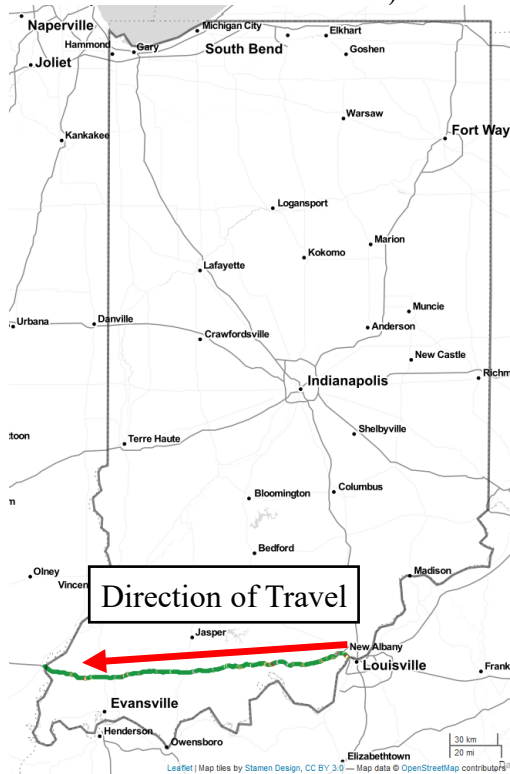 Naperville
Michigan City
Elkhart
Hammond
Gary
South Bend
Goshen
Joliet
Warsaw
Kankakee
Fort Way
Logansport
Marion
Kokomo
Lafayette
Muncie
Urbana
Danville
Anderson
Crawfordsville
New Castle
Indianapolis
Richm
Shelbyville
toon
Terre Haute
Columbus
Bloomington
m
Bedford
Olney
Madison
Vincen
Direction of Travel
Jasper
New Albany
Louisville
Frank
Evansville
Henderson
Owensboro
30 km
20 mi
Elizabethtown
Leaflet | Map tiles by Stamen Design, CC BY 3.0 — Map data © OpenStreetMap contributors